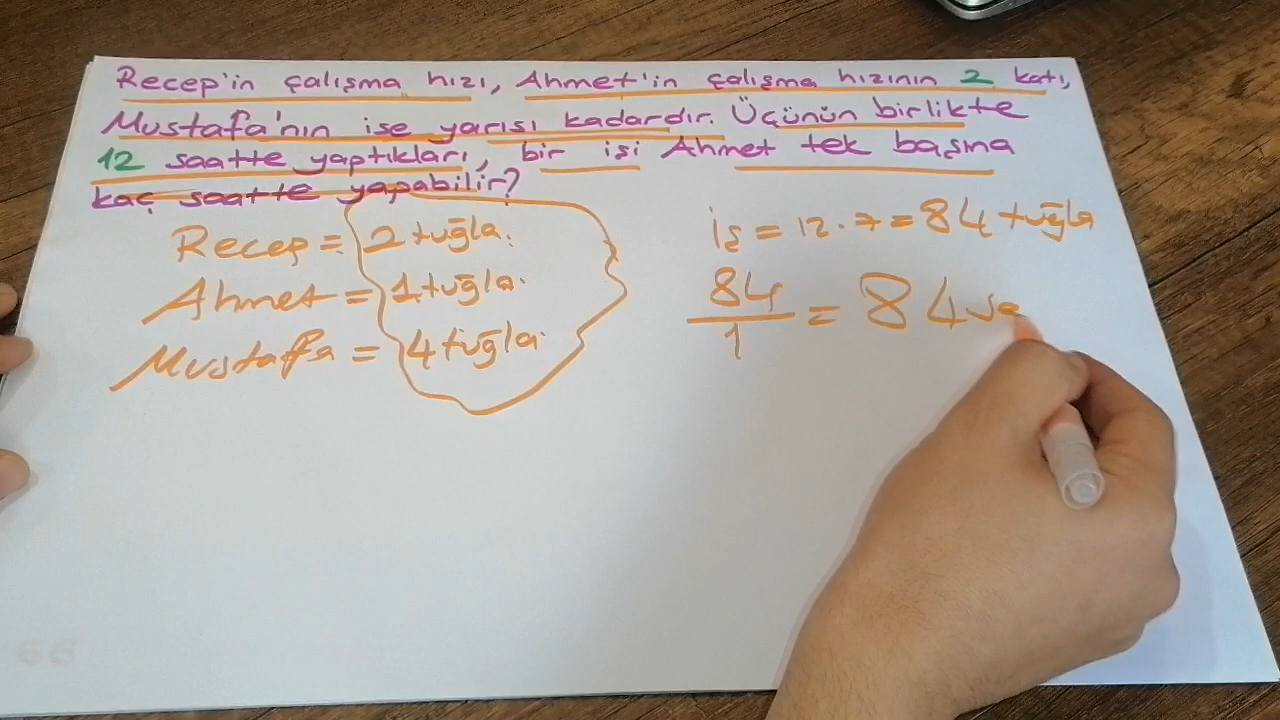 Recep'in çalışma hızı, Ahmet'in çalışma hızının 2 katı,
Mustafa'nın ise yarısı kadardır. Üçünün birlikte
12 saatte yaptıkları, bir işi Ahmet tek başına
kaç saatte yapabilir?
Recep = 2 tuğla.
Ahmet = 1 tuğla.
Mustafa = 4 tuğla.
İş = 12.7 = 84 tuğla
84
1
= 84
66